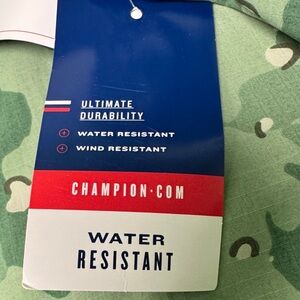 ULTIMATE
DURABILITY
WATER RESISTANT
WIND RESISTANT
CHAMPION·COM
WATER
RESISTANT